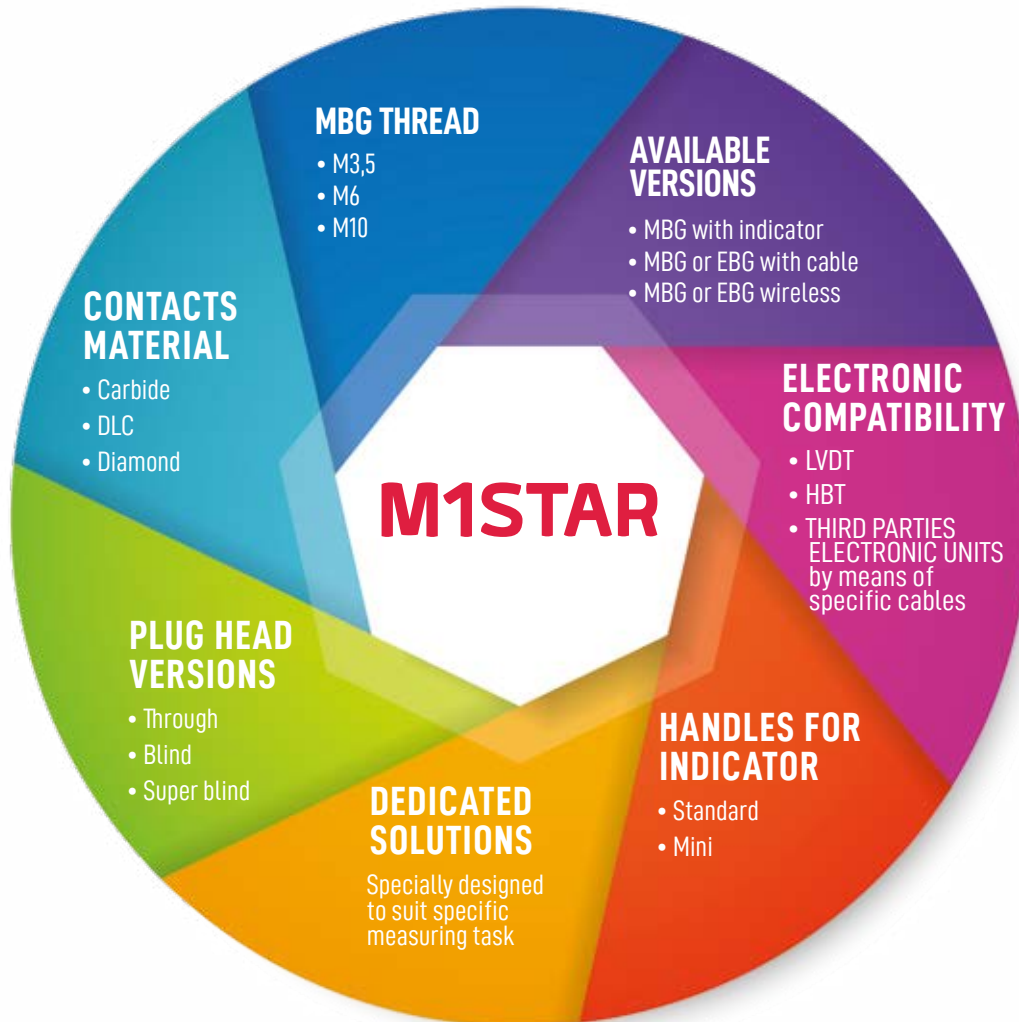 MBG THREAD
• M3,5
• M6
• M10
AVAILABLE
VERSIONS
• MBG with indicator
• MBG or EBG with cable
• MBG or EBG wireless
CONTACTS
MATERIAL
• Carbide
• DLC
• Diamond
ELECTRONIC
COMPATIBILITY
• LVDT
• HBT
• THIRD PARTIES
ELECTRONIC UNITS
by means of
specific cables
M1STAR
PLUG HEAD
VERSIONS
• Through
• Blind
• Super blind
HANDLES FOR
INDICATOR
• Standard
• Mini
DEDICATED
SOLUTIONS
Specially designed
to suit specific
measuring task